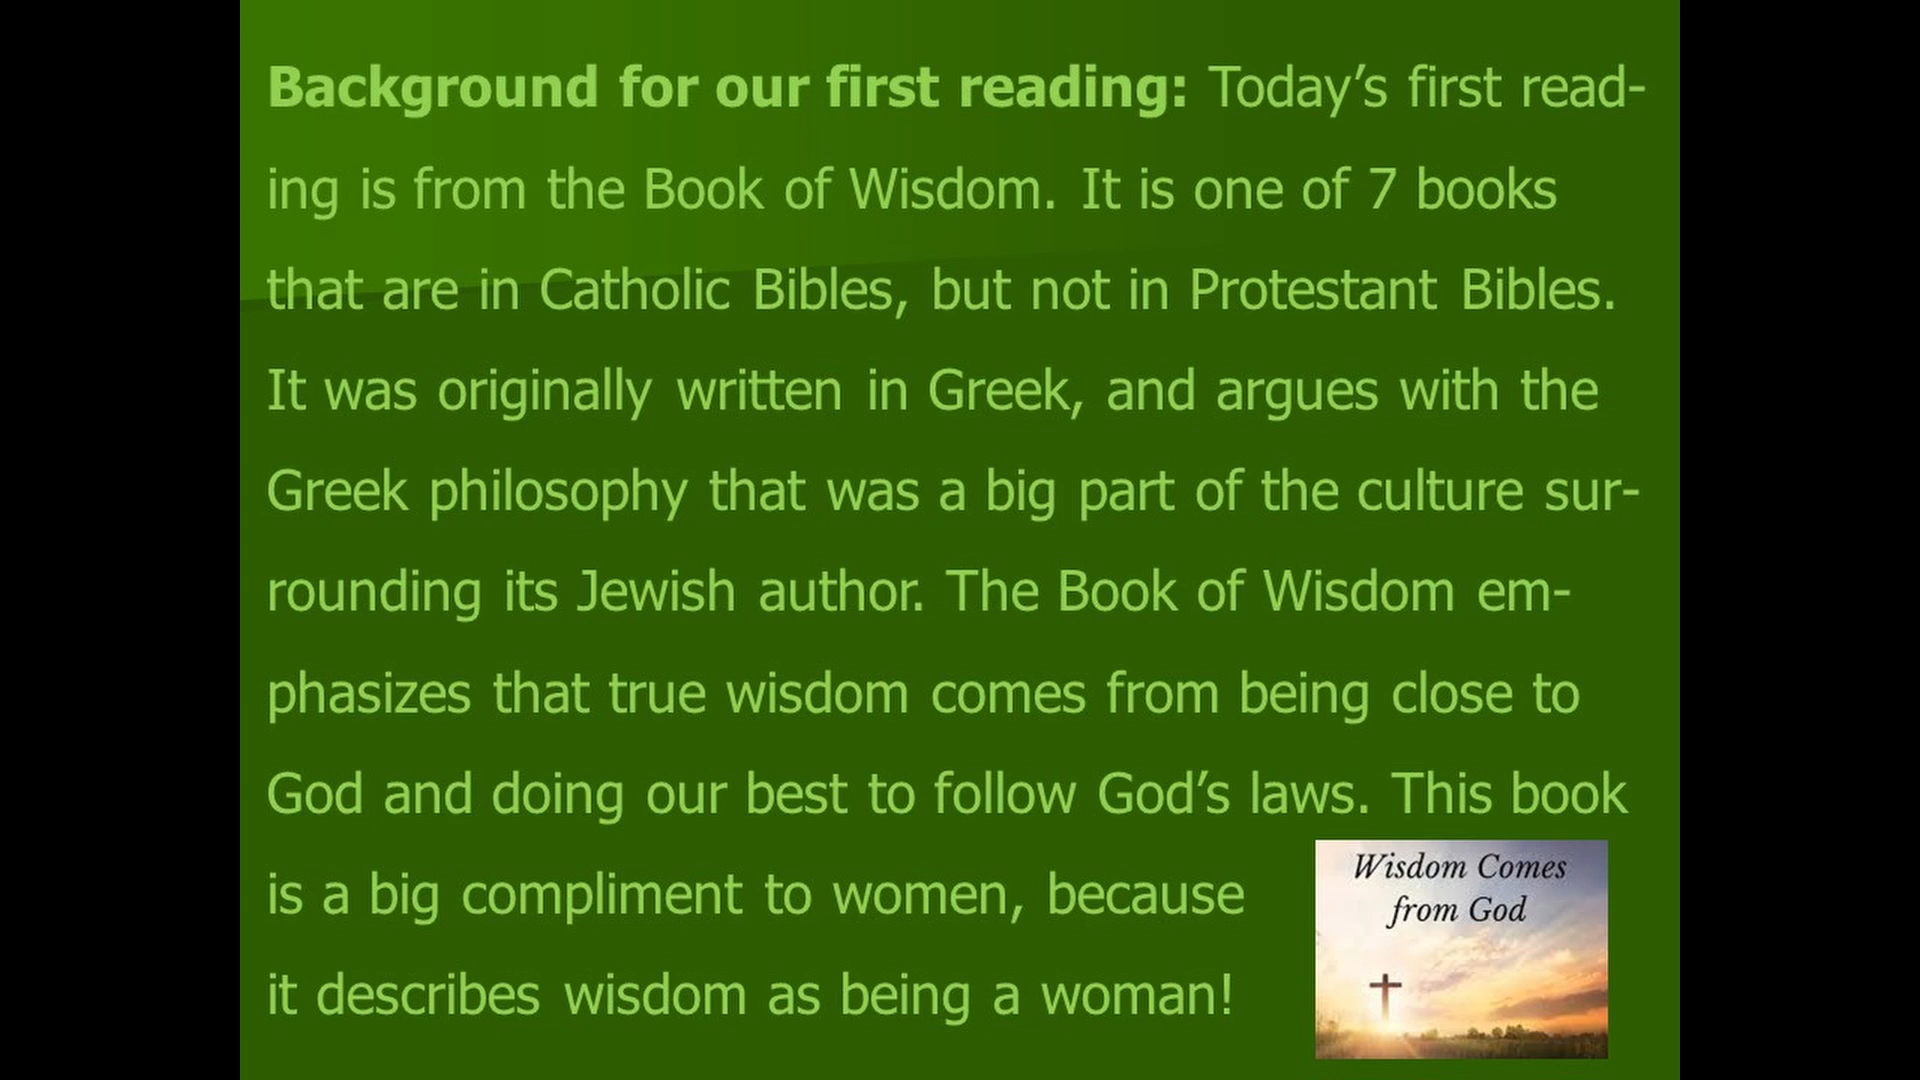 Background for our first reading: Today’s first read-
ing is from the Book of Wisdom. It is one of 7 books
that are in Catholic Bibles, but not in Protestant Bibles.
It was originally written in Greek, and argues with the
Greek philosophy that was a big part of the culture sur-
rounding its Jewish author. The Book of Wisdom em-
phasizes that true wisdom comes from being close to
God and doing our best to follow God’s laws. This book
is a big compliment to women, because
it describes wisdom as being a woman!
Wisdom Comes
from God